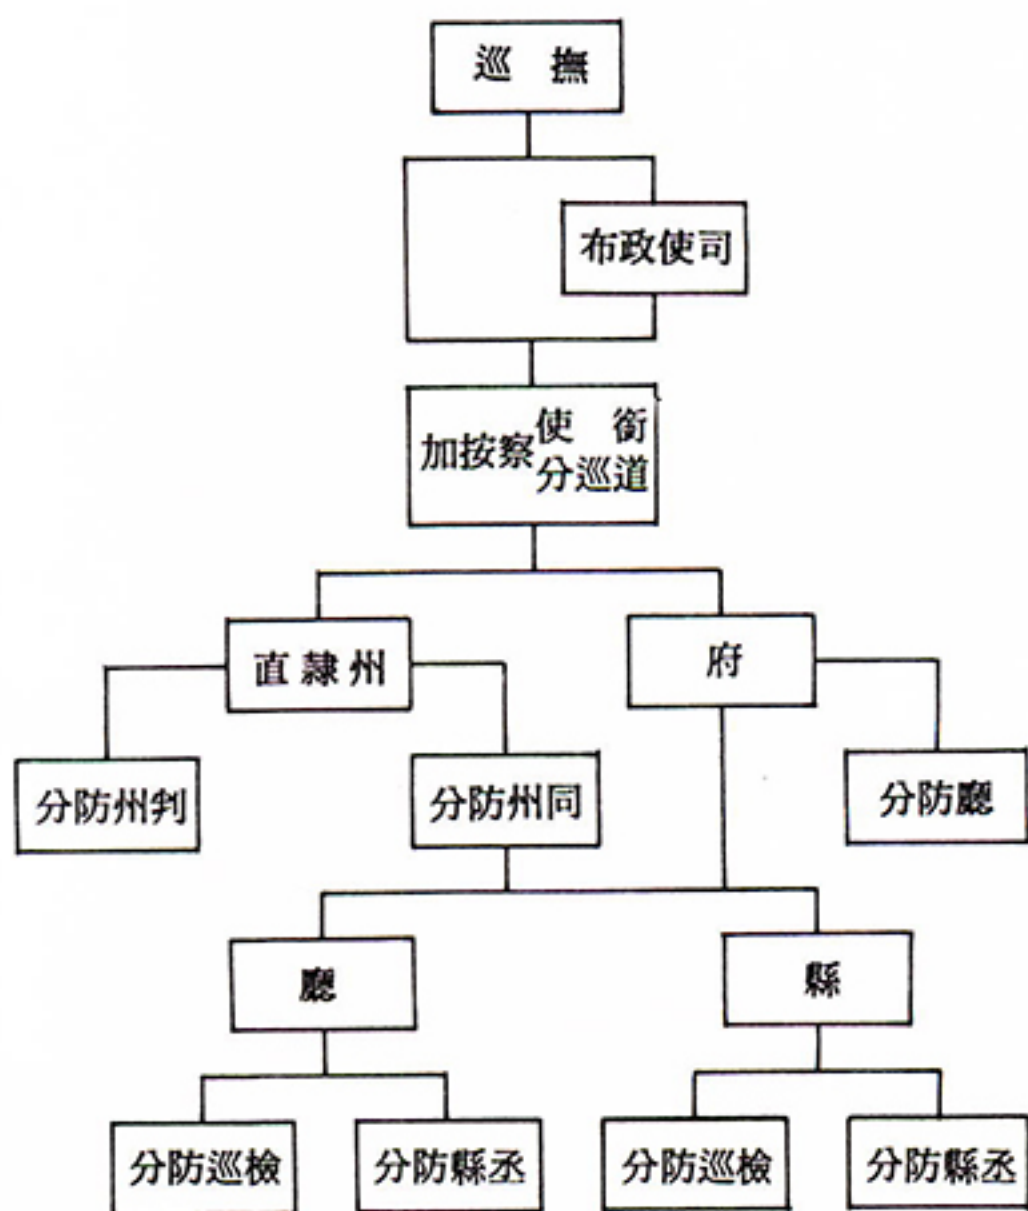 巡撫
布政使司
加按察使銜
分巡道
直隸州
府
分防州判
分防州同
分防廳
廳
縣
分防巡檢
分防縣丞
分防巡檢
分防縣丞